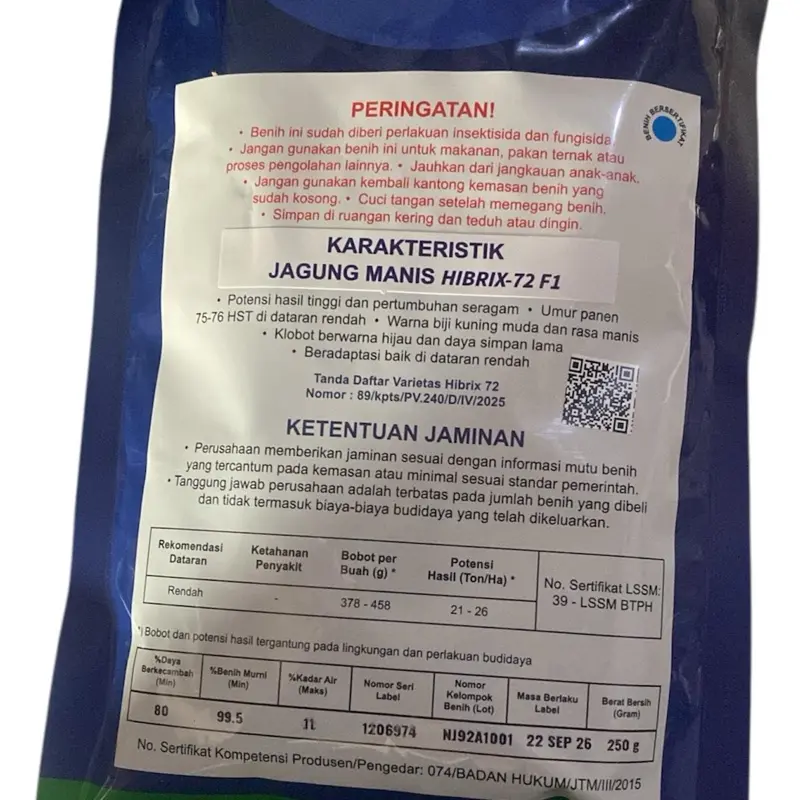 PERINGATAN!
BENIH BERSERTIFIKAT
• Benih ini sudah diberi perlakuan insektisida dan fungisida
• Jangan gunakan benih ini untuk makanan, pakan ternak atau
proses pengolahan lainnya. • Jauhkan dari jangkauan anak-anak.
• Jangan gunakan kembali kantong kemasan benih yang
sudah kosong. • Cuci tangan setelah memegang benih.
• Simpan di ruangan kering dan teduh atau dingin.
KARAKTERISTIK
JAGUNG MANIS HIBRIX-72 F1
• Potensi hasil tinggi dan pertumbuhan seragam • Umur panen
75-76 HST di dataran rendah • Warna biji kuning muda dan rasa manis
• Klobot berwarna hijau dan daya simpan lama
• Beradaptasi baik di dataran rendah
Tanda Daftar Varietas Hibrix 72
Nomor : 89/kpts/PV.240/D/IV/2025
KETENTUAN JAMINAN
• Perusahaan memberikan jaminan sesuai dengan informasi mutu benih
yang tercantum pada kemasan atau minimal sesuai standar pemerintah.
• Tanggung jawab perusahaan adalah terbatas pada jumlah benih yang dibeli
dan tidak termasuk biaya-biaya budidaya yang telah dikeluarkan.
Rekomendasi Dataran
Ketahanan Penyakit
Bobot per Buah (g) *
Potensi Hasil (Ton/Ha) *
No. Sertifikat LSSM:
39 - LSSM BTPH
Rendah - 378 - 458 21 - 26
*) Bobot dan potensi hasil tergantung pada lingkungan dan perlakuan budidaya
%Daya Berkecambah (Min)
%Benih Murni (Min)
%Kadar Air (Maks)
Nomor Seri Label
Nomor Kelompok Benih (Lot)
Masa Berlaku Label
Berat Bersih (Gram)
80 99.5 11 1206974 NJ92A1001 22 SEP 26 250 g
No. Sertifikat Kompetensi Produsen/Pengedar: 074/BADAN HUKUM/JTM/III/2015